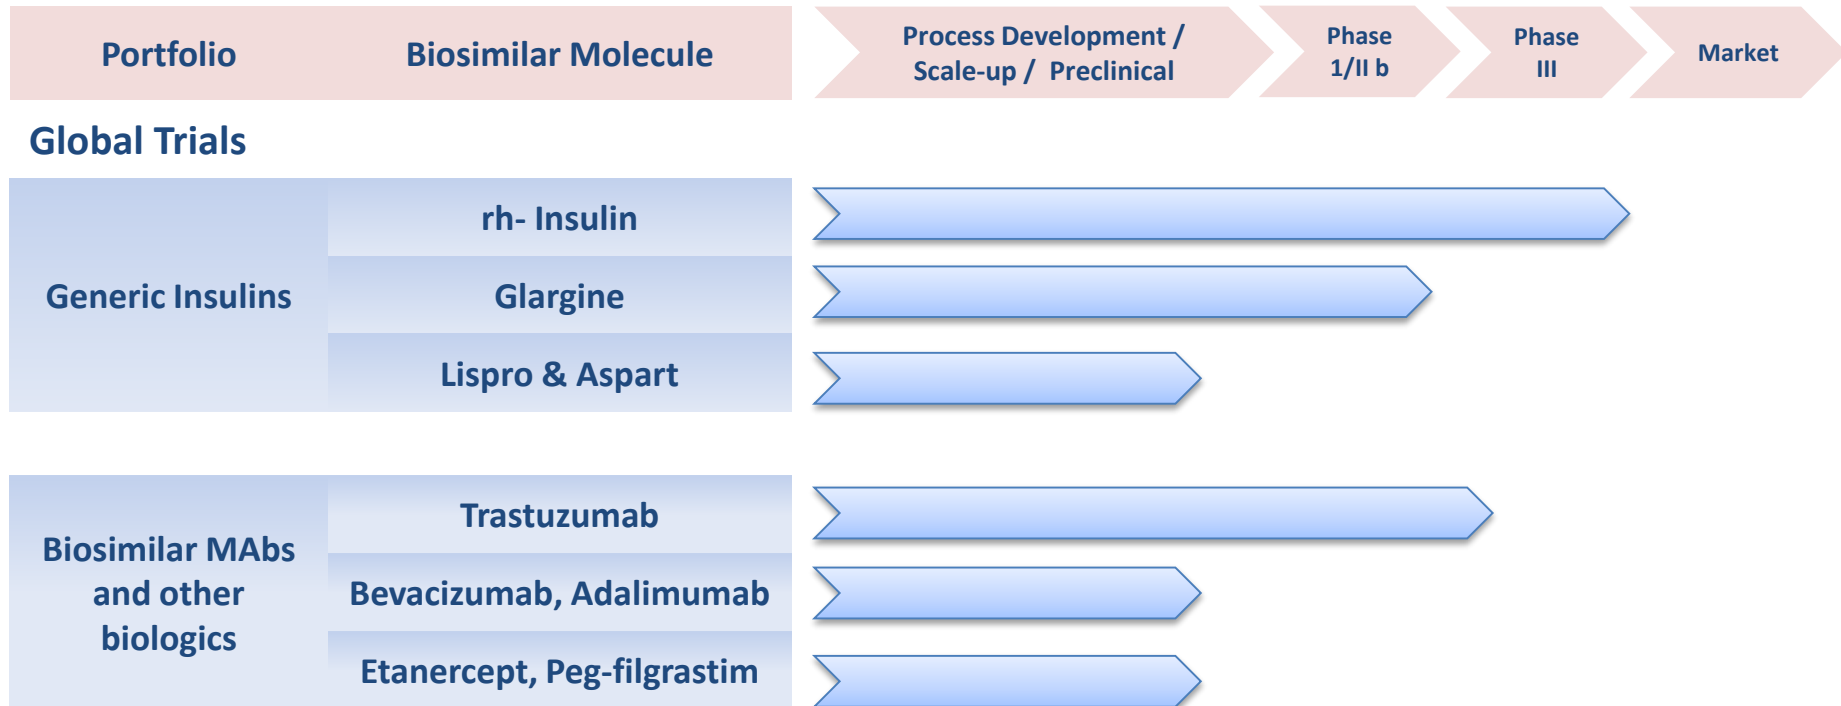 Portfolio
Biosimilar Molecule
Process Development /
Scale-up / Preclinical
Phase
1/II b
Phase
III
Market
Global Trials
Generic Insulins
rh- Insulin
Glargine
Lispro & Aspart
Biosimilar MAbs
and other
biologics
Trastuzumab
Bevacizumab, Adalimumab
Etanercept, Peg-filgrastim